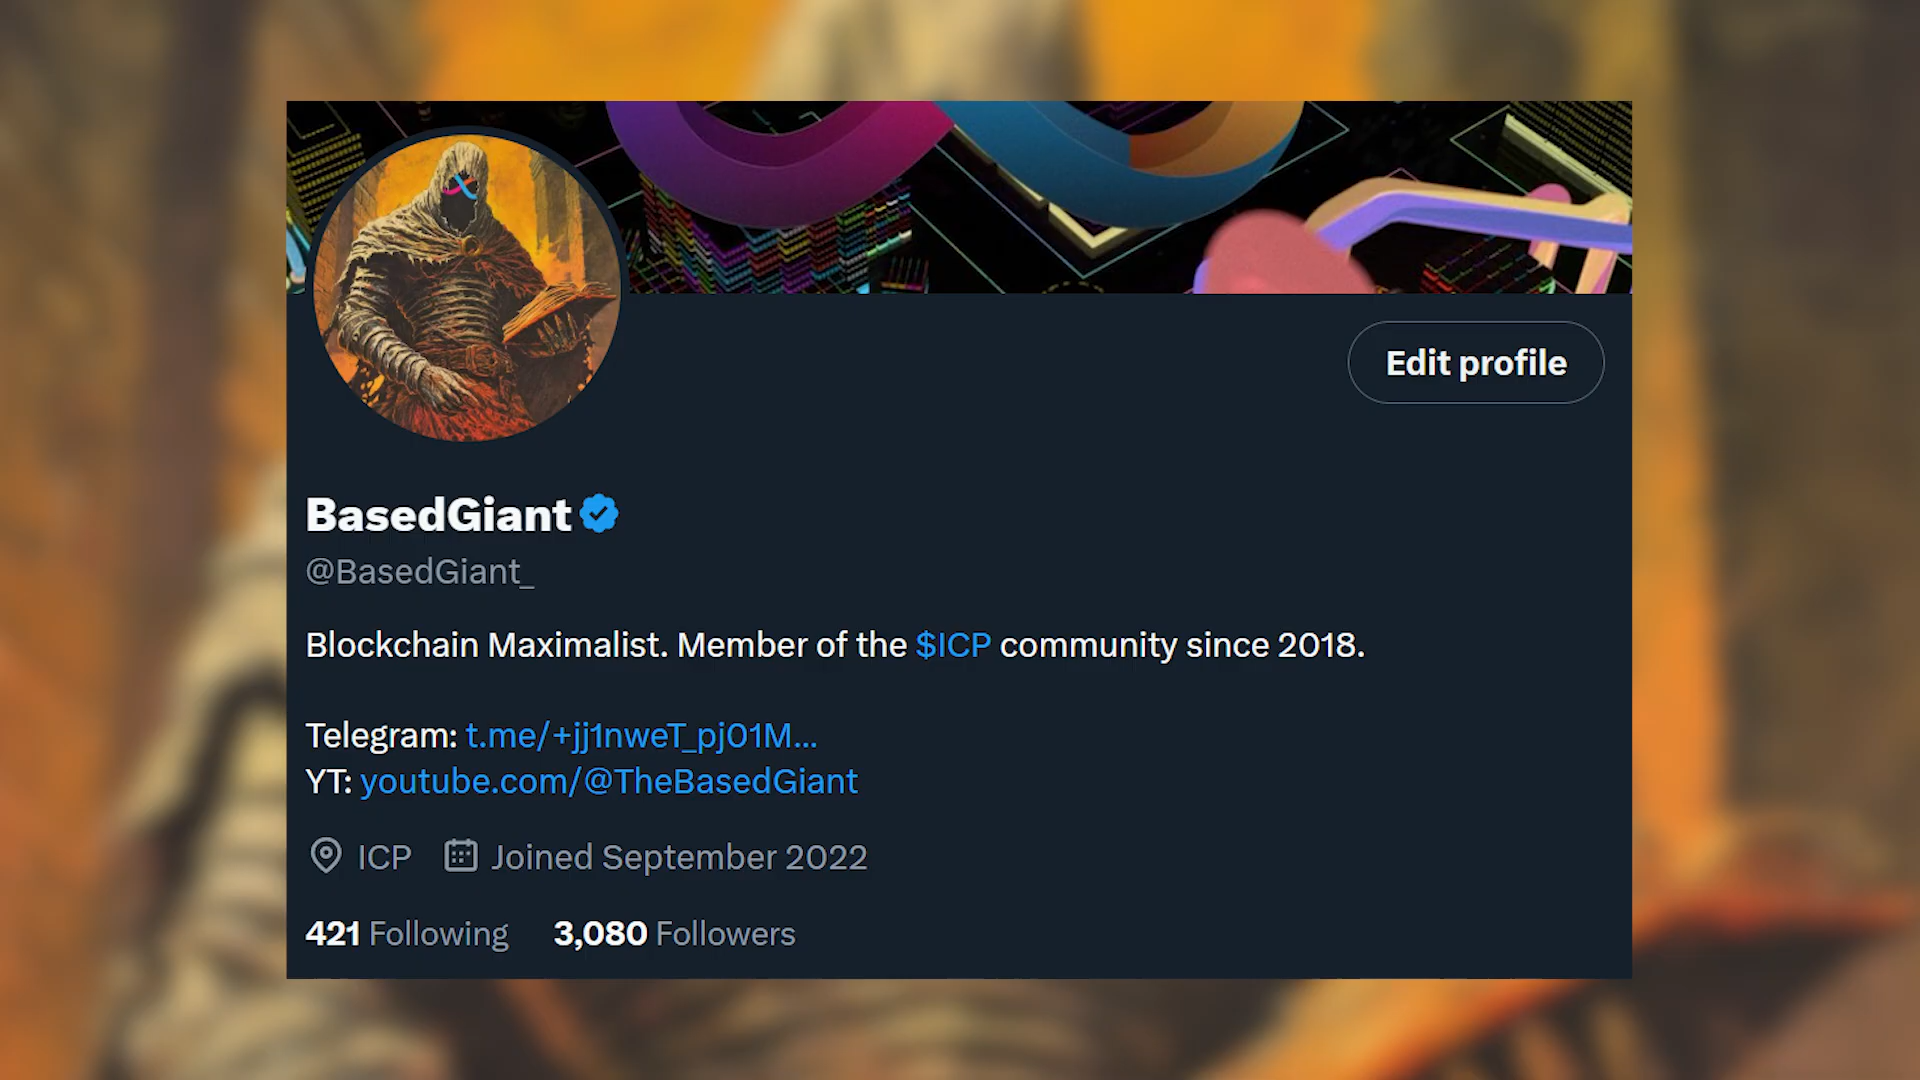 Edit profile
BasedGiant
@BasedGiant_
Blockchain Maximalist. Member of the $ICP community since 2018.
Telegram: t.me/+jj1nweT_pj01M...
YT: youtube.com/@TheBasedGiant
ICP Joined September 2022
421 Following 3,080 Followers